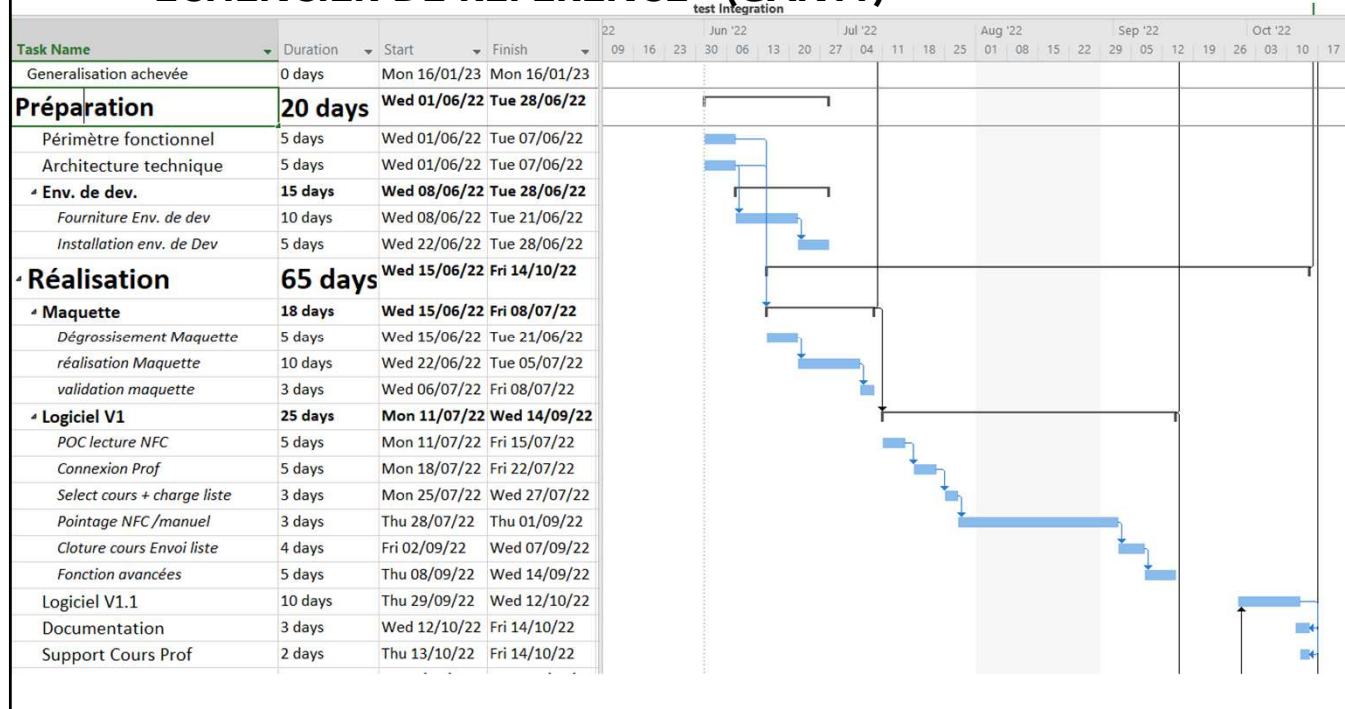 ECHENCIER DE REFERENCE (GANTT)
test Integration
22 Jun '22 Jul '22 Aug '22 Sep '22 Oct '22
Task Name Duration Start Finish 09 16 23 30 06 13 20 27 04 11 18 25 01 08 15 22 29 05 12 19 26 03 10 17
Generalisation achevée 0 days Mon 16/01/23 Mon 16/01/23
Préparation 20 days Wed 01/06/22 Tue 28/06/22
Périmètre fonctionnel 5 days Wed 01/06/22 Tue 07/06/22
Architecture technique 5 days Wed 01/06/22 Tue 07/06/22
Env. de dev. 15 days Wed 08/06/22 Tue 28/06/22
Fourniture Env. de dev 10 days Wed 08/06/22 Tue 21/06/22
Installation env. de Dev 5 days Wed 22/06/22 Tue 28/06/22
Réalisation 65 days Wed 15/06/22 Fri 14/10/22
Maquette 18 days Wed 15/06/22 Fri 08/07/22
Dégrossisement Maquette 5 days Wed 15/06/22 Tue 21/06/22
réalisation Maquette 10 days Wed 22/06/22 Tue 05/07/22
validation maquette 3 days Wed 06/07/22 Fri 08/07/22
Logiciel V1 25 days Mon 11/07/22 Wed 14/09/22
POC lecture NFC 5 days Mon 11/07/22 Fri 15/07/22
Connexion Prof 5 days Mon 18/07/22 Fri 22/07/22
Select cours + charge liste 3 days Mon 25/07/22 Wed 27/07/22
Pointage NFC /manuel 3 days Thu 28/07/22 Thu 01/09/22
Cloture cours Envoi liste 4 days Fri 02/09/22 Wed 07/09/22
Fonction avancées 5 days Thu 08/09/22 Wed 14/09/22
Logiciel V1.1 10 days Thu 29/09/22 Wed 12/10/22
Documentation 3 days Wed 12/10/22 Fri 14/10/22
Support Cours Prof 2 days Thu 13/10/22 Fri 14/10/22